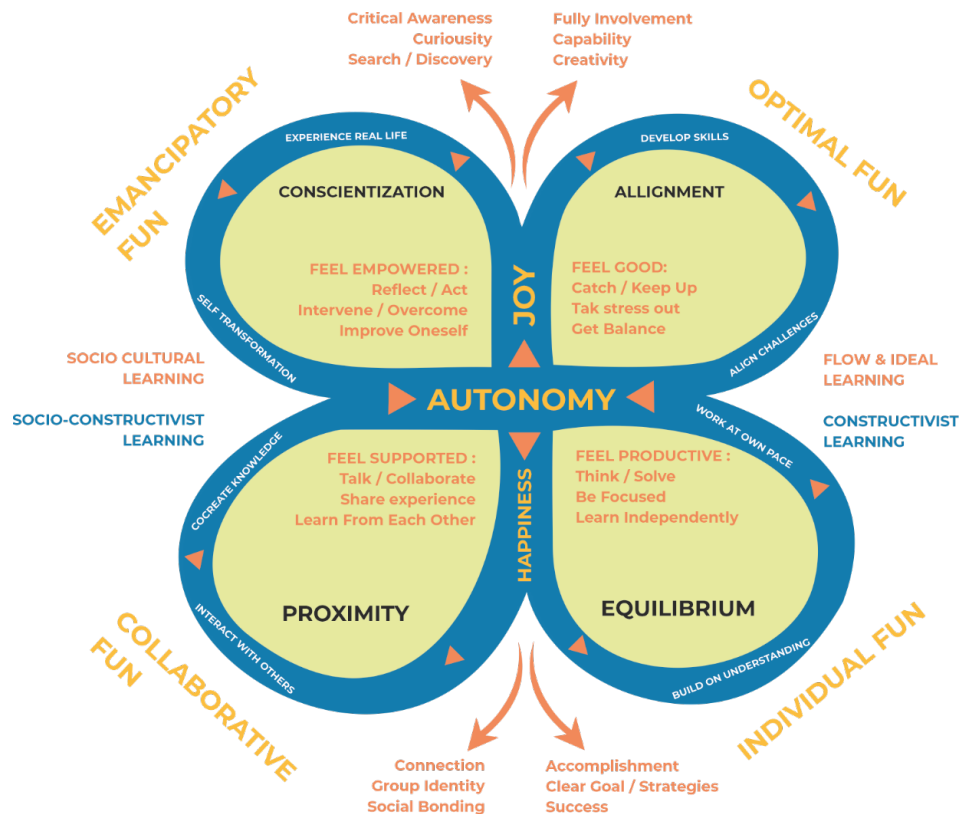 Critical Awareness
Curiousity
Search / Discovery
Fully Involvement
Capability
Creativity
EMANCIPATORY
FUN
OPTIMAL FUN
EXPERIENCE REAL LIFE
DEVELOP SKILLS
CONSCIENTIZATION
ALLIGNMENT
FEEL EMPOWERED :
Reflect / Act
Intervene / Overcome
Improve Oneself
JOY
FEEL GOOD:
Catch / Keep Up
Tak stress out
Get Balance
SELF TRANSFORMATION
ALIGN CHALLENGES
SOCIO CULTURAL
LEARNING
FLOW & IDEAL
LEARNING
AUTONOMY
SOCIO-CONSTRUCTIVIST
LEARNING
CONSTRUCTIVIST
LEARNING
COCREATE KNOWLEDGE
WORK AT OWN PACE
FEEL SUPPORTED :
Talk / Collaborate
Share experience
Learn From Each Other
HAPPINESS
FEEL PRODUCTIVE :
Think / Solve
Be Focused
Learn Independently
PROXIMITY
EQUILIBRIUM
INTERACT WITH OTHERS
BUILD ON UNDERSTANDING
COLLABORATIVE
FUN
INDIVIDUAL FUN
Connection
Group Identity
Social Bonding
Accomplishment
Clear Goal / Strategies
Success